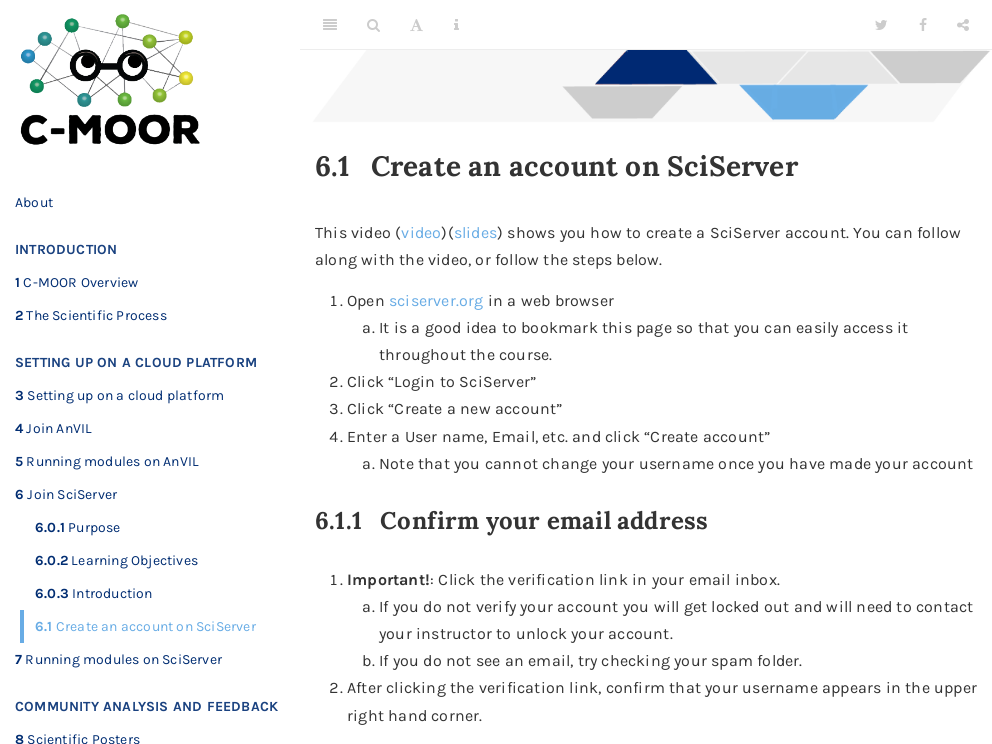 C-MOOR
About
INTRODUCTION
1 C-MOOR Overview
2 The Scientific Process
SETTING UP ON A CLOUD PLATFORM
3 Setting up on a cloud platform
4 Join AnVIL
5 Running modules on AnVIL
6 Join SciServer
6.0.1 Purpose
6.0.2 Learning Objectives
6.0.3 Introduction
6.1 Create an account on SciServer
7 Running modules on SciServer
COMMUNITY ANALYSIS AND FEEDBACK
8 Scientific Posters
6.1 Create an account on SciServer
This video (video)(slides) shows you how to create a SciServer account. You can follow
along with the video, or follow the steps below.
1. Open sciserver.org in a web browser
a. It is a good idea to bookmark this page so that you can easily access it
throughout the course.
2. Click “Login to SciServer”
3. Click “Create a new account”
4. Enter a User name, Email, etc. and click “Create account”
a. Note that you cannot change your username once you have made your account
6.1.1 Confirm your email address
1. Important!: Click the verification link in your email inbox.
a. If you do not verify your account you will get locked out and will need to contact
your instructor to unlock your account.
b. If you do not see an email, try checking your spam folder.
2. After clicking the verification link, confirm that your username appears in the upper
right hand corner.